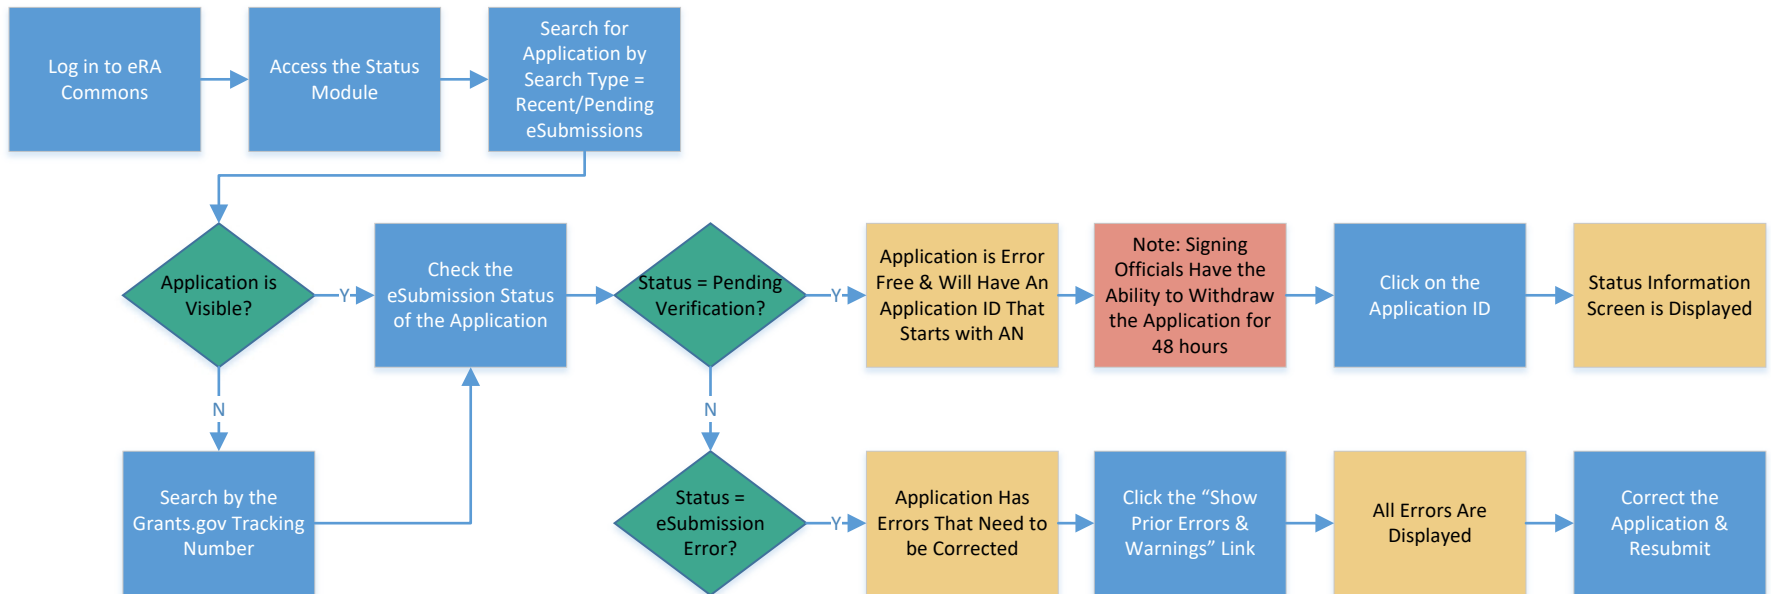 Log in to eRA
Commons
Access the Status
Module
Search for
Application by
Search Type =
Recent/Pending
eSubmissions
Application is
Visible?
Y
Check the
eSubmission Status
of the Application
Status = Pending
Verification?
Y
Application is Error
Free & Will Have An
Application ID That
Starts with AN
Note: Signing
Officials Have the
Ability to Withdraw
the Application for
48 hours
Click on the
Application ID
Status Information
Screen is Displayed
N
N
Search by the
Grants.gov Tracking
Number
Status =
eSubmission
Error?
Y
Application Has
Errors That Need to
be Corrected
Click the “Show
Prior Errors &
Warnings” Link
All Errors Are
Displayed
Correct the
Application &
Resubmit